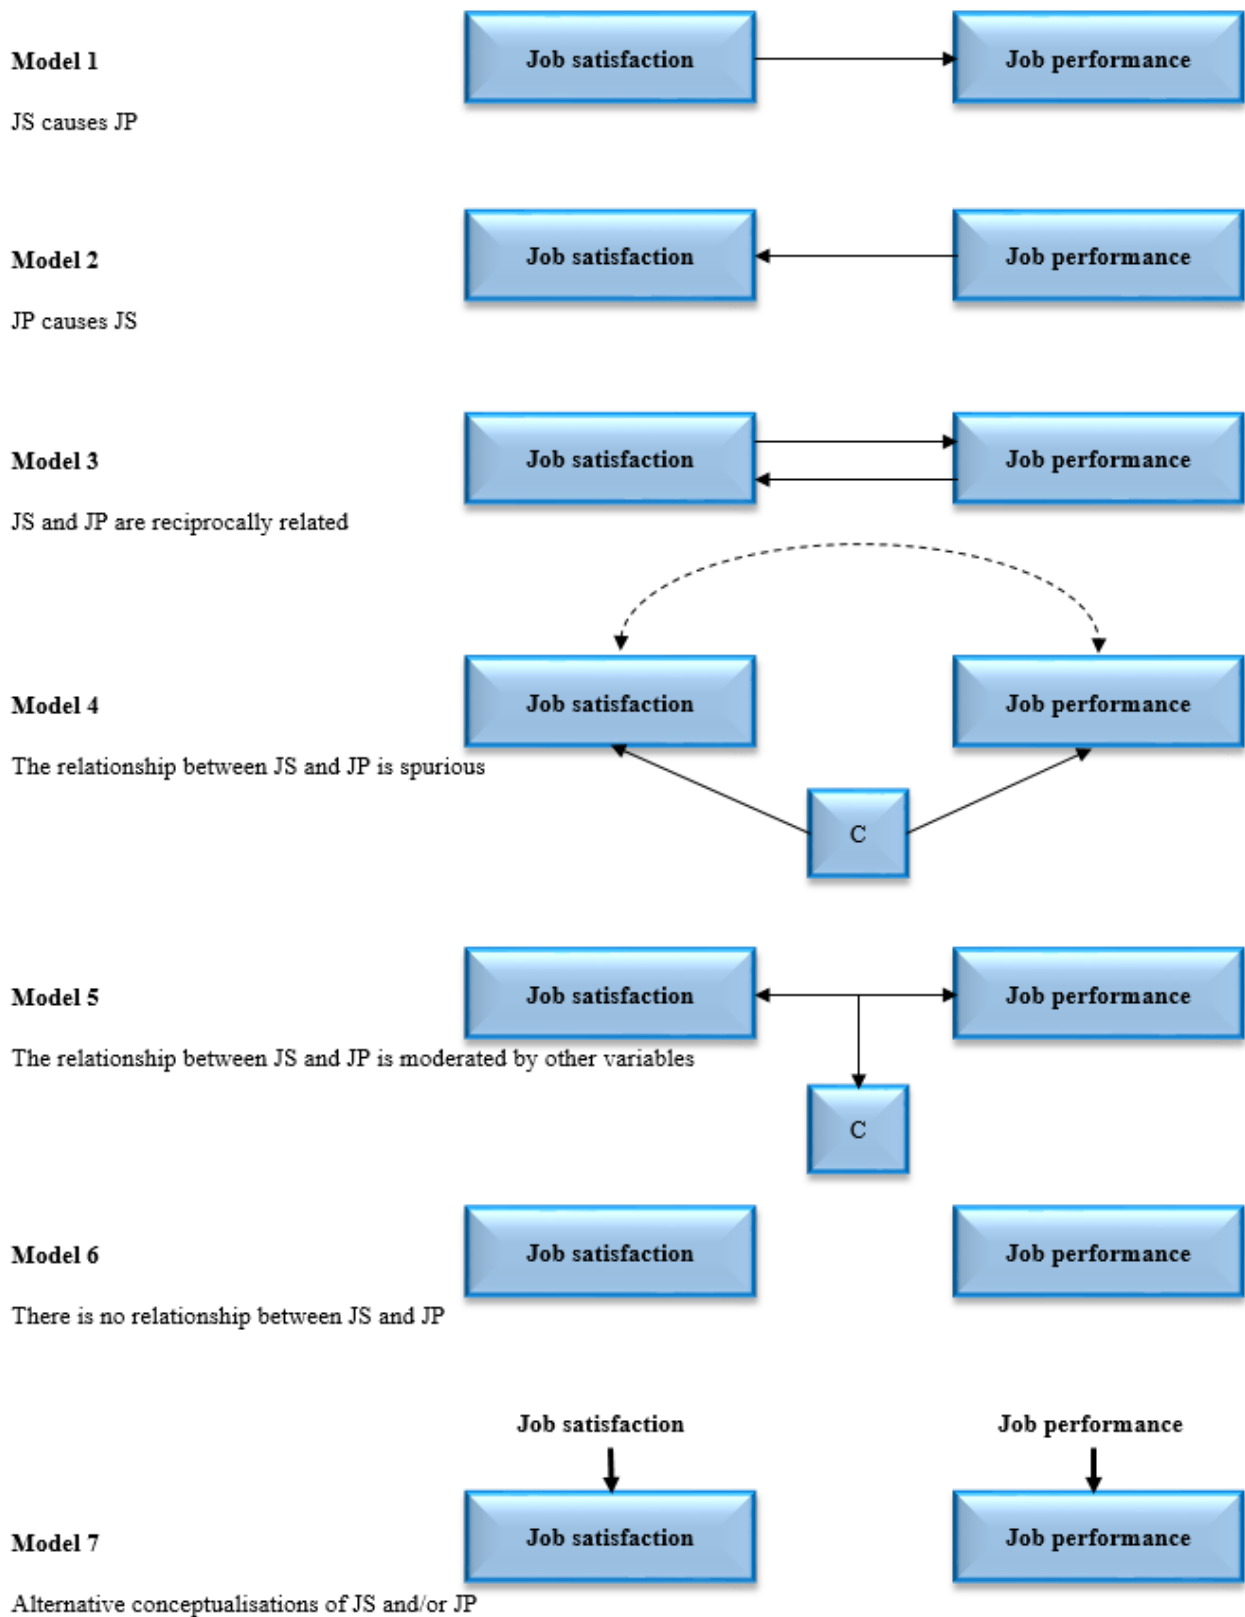 Job satisfaction
Job performance
Model 1
JS causes JP
Job satisfaction
Job performance
Model 2
JP causes JS
Job satisfaction
Job performance
Model 3
JS and JP are reciprocally related
Job satisfaction
Job performance
Model 4
The relationship between JS and JP is spurious
C
Job satisfaction
Job performance
Model 5
The relationship between JS and JP is moderated by other variables
C
Job satisfaction
Job performance
Model 6
There is no relationship between JS and JP
Job satisfaction
Job performance
Job satisfaction
Job performance
Model 7
Alternative conceptualisations of JS and/or JP